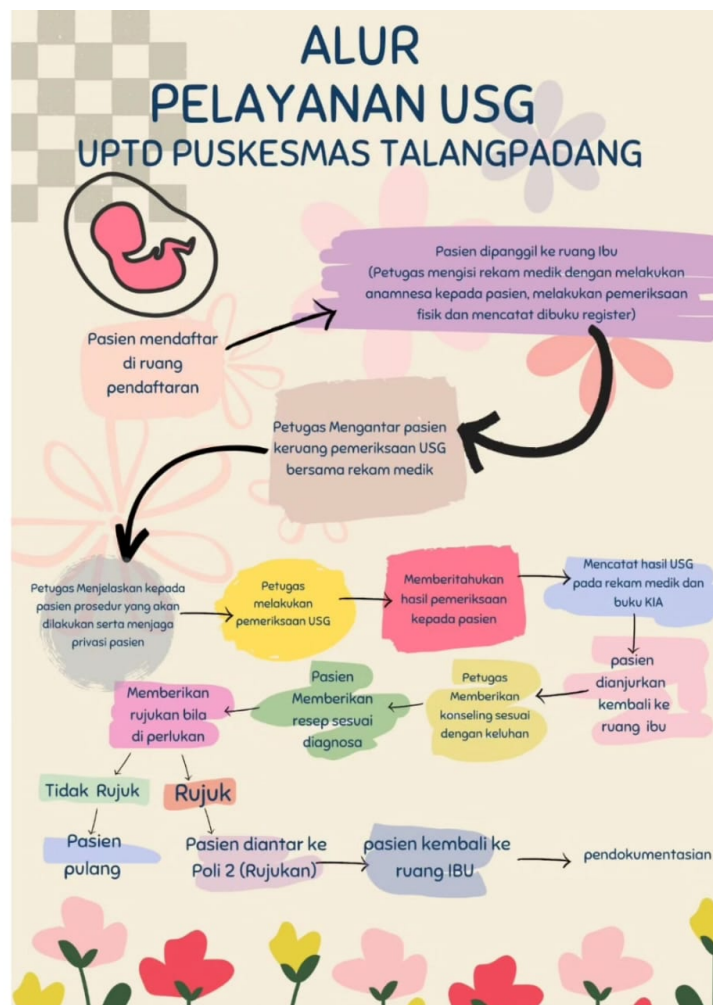 ALUR
PELAYANAN USG
UPTD PUSKESMAS TALANGPADANG
Pasien mendaftar
di ruang
pendaftaran
Pasien dipanggil ke ruang Ibu
(Petugas mengisi rekam medik dengan melakukan
anamnesa kepada pasien, melakukan pemeriksaan
fisik dan mencatat dibuku register)
Petugas Mengantar pasien
keruang pemeriksaan USG
bersama rekam medik
Petugas Menjelaskan kepada
pasien prosedur yang akan
dilakukan serta menjaga
privasi pasien
Petugas
melakukan
pemeriksaan USG
Memberitahukan
hasil pemeriksaan
kepada pasien
Mencatat hasil USG
pada rekam medik dan
buku KIA
pasien
dianjurkan
kembali ke
ruang ibu
Petugas
Memberikan
konseling sesuai
dengan keluhan
Pasien
Memberikan
resep sesuai
diagnosa
Memberikan
rujukan bila
di perlukan
Tidak Rujuk
Rujuk
Pasien
pulang
Pasien diantar ke
Poli 2 (Rujukan)
pasien kembali ke
ruang IBU
pendokumentasian